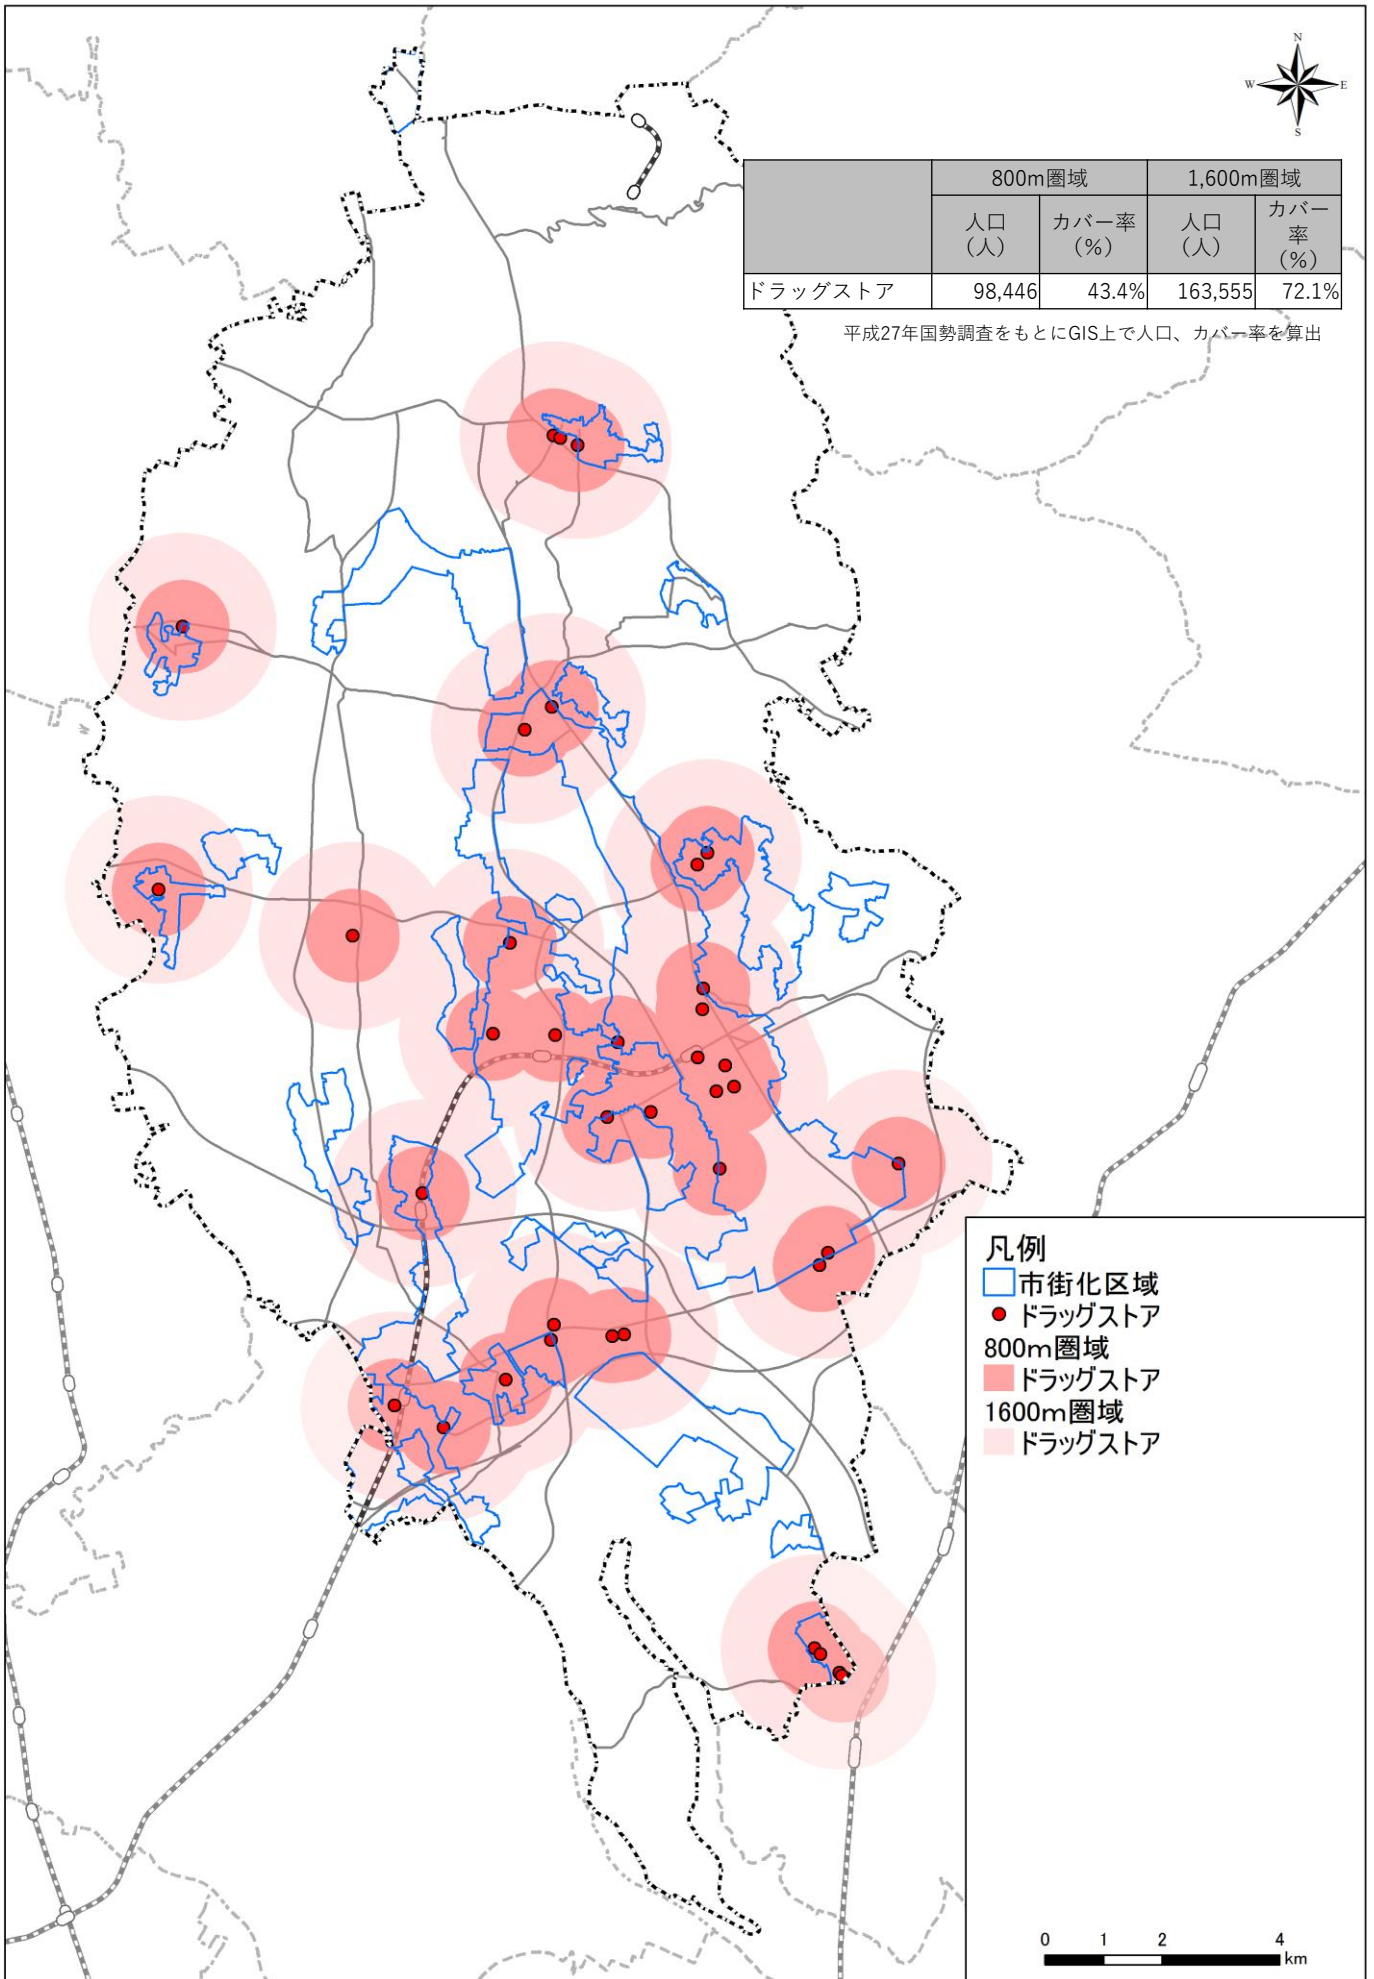 N
W E
S
800m圏域 1,600m圏域
人口
(人)
カバー率
(%)
人口
(人)
カバー
率
(%)
ドラッグストア 98,446 43.4% 163,555 72.1%
平成27年国勢調査をもとにGIS上で人口、カバー率を算出
凡例
市街化区域
ドラッグストア
800m圏域
ドラッグストア
1600m圏域
ドラッグストア
0 1 2 4
km